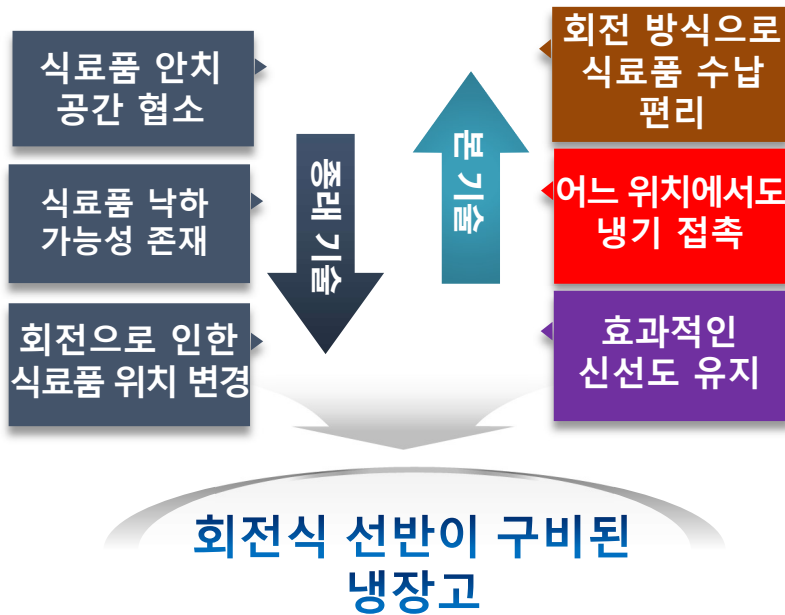 식료품 안치
공간 협소
식료품 낙하
가능성 존재
회전으로 인한
식료품 위치 변경
종래 기술
본 기술
회전 방식으로
식료품 수납
편리
어느 위치에서도
냉기 접촉
효과적인
신선도 유지
회전식 선반이 구비된
냉장고